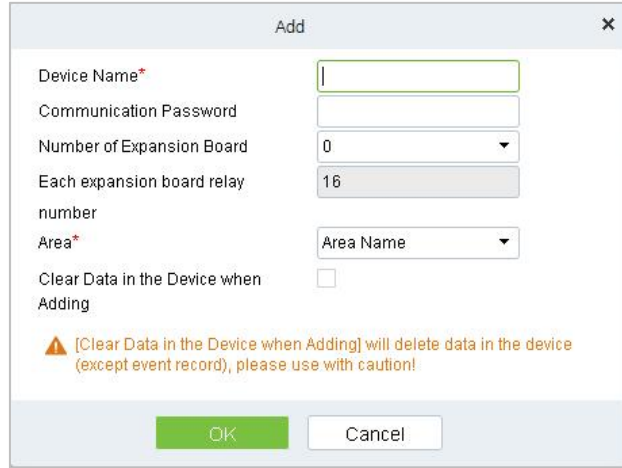 Add
Device Name*
Communication Password
Number of Expansion Board 0
Each expansion board relay 16
number
Area* Area Name
Clear Data in the Device when
Adding
[Clear Data in the Device when Adding] will delete data in the device
(except event record), please use with caution!
OK Cancel